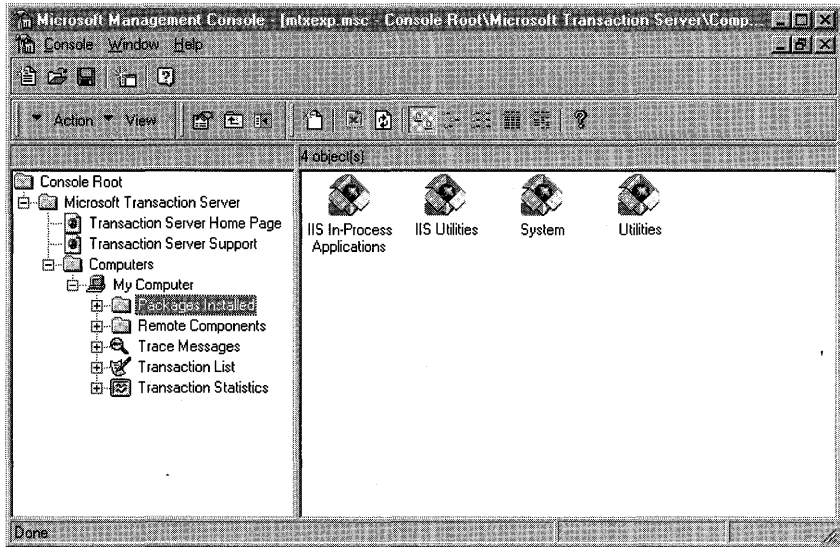 Microsoft Management Console - [mtxexp.msc - Console Root\Microsoft Transaction Server\Comp...
Console Window Help
Action View
4 object(s)
Console Root
Microsoft Transaction Server
Transaction Server Home Page
Transaction Server Support
Computers
My Computer
Packages Installed
Remote Components
Trace Messages
Transaction List
Transaction Statistics
IIS In-Process
Applications
IIS Utilities
System
Utilities
Done